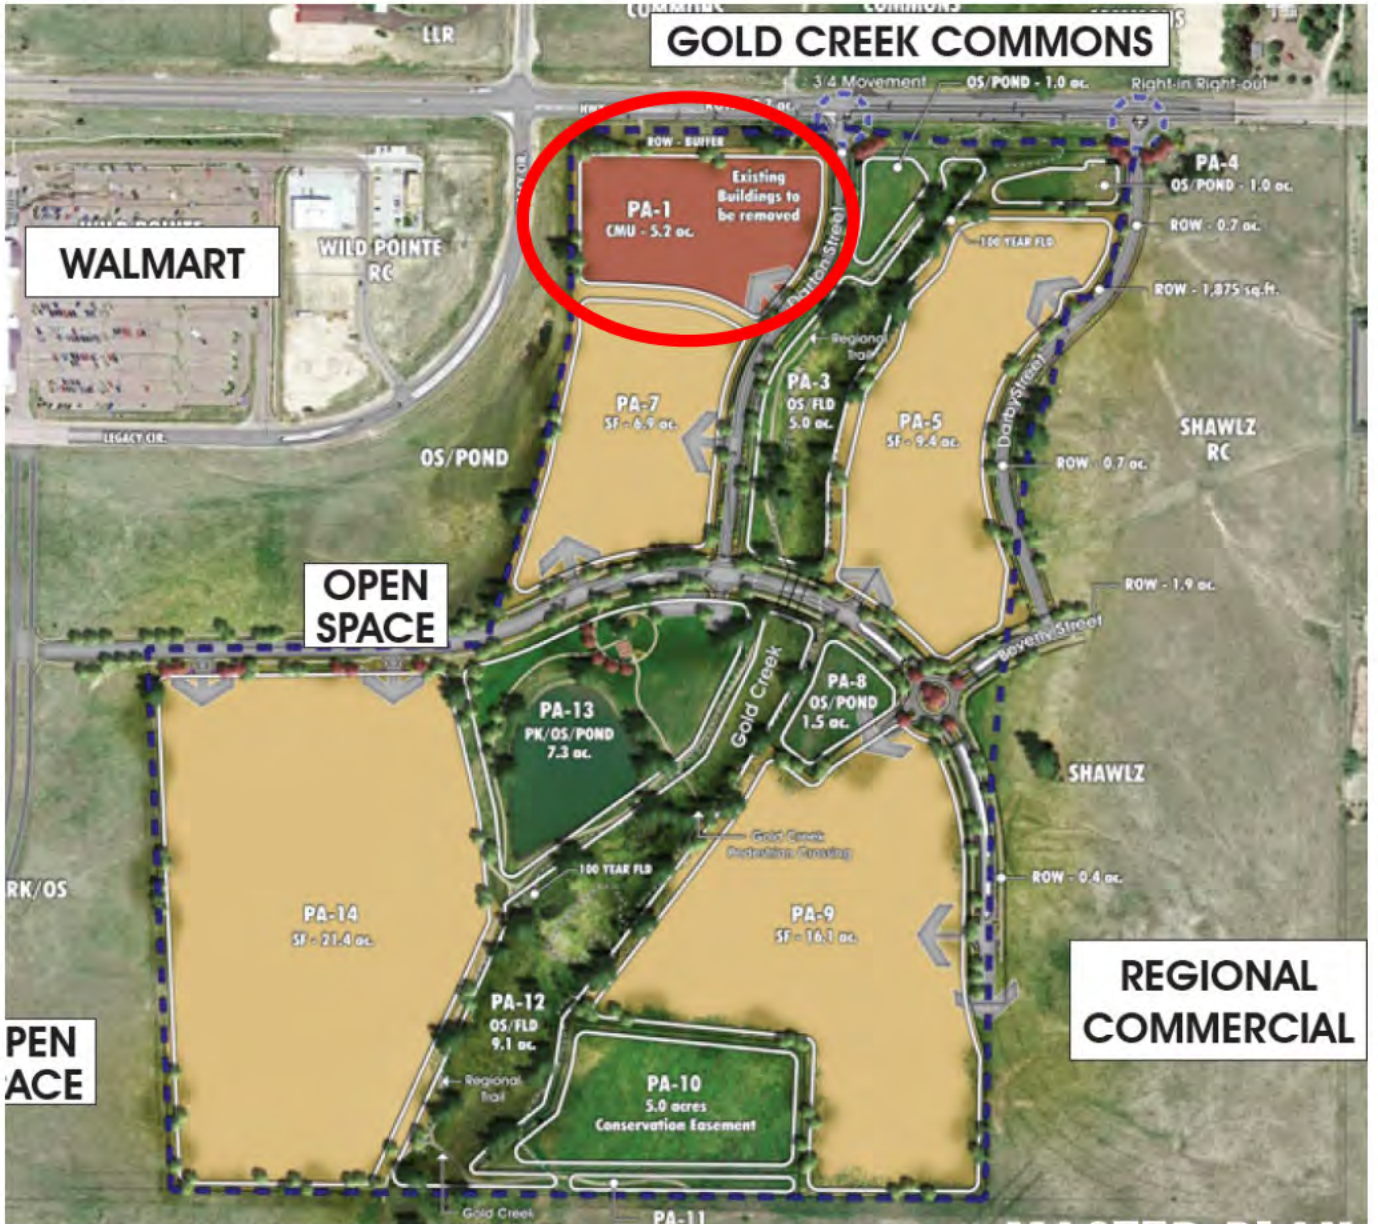 COMMONS
LLR
GOLD CREEK COMMONS
3/4 Movement
OS/POND - 1.0 ac.
Right-in Right-out
ROW - BUFFER
PA-1
CMU - 5.2 ac.
Existing
Buildings to
be removed
PA-4
OS/POND - 1.0 ac.
ROW - 0.7 ac.
100 YEAR FLD
ROW - 1,875 sq.ft.
WALMART
WILD POINTE
RC
Darton Street
Regional
Trail
PA-3
OS/FLD
5.0 ac.
PA-7
SF - 6.9 ac.
PA-5
SF - 9.4 ac.
Darby Street
SHAWLZ
RC
LEGACY CIR.
OS/POND
ROW - 0.7 ac.
OPEN
SPACE
ROW - 1.9 ac.
Beverly Street
Gold Creek
PA-8
OS/POND
1.5 ac.
PA-13
PK/OS/POND
7.3 ac.
SHAWLZ
Gold Creek
Pedestrian Crossing
100 YEAR FLD
ROW - 0.4 ac.
RK/OS
PA-14
SF - 21.4 ac.
PA-9
SF - 16.1 ac.
REGIONAL
COMMERCIAL
PA-12
OS/FLD
9.1 ac.
PEN
ACE
Regional
Trail
PA-10
5.0 acres
Conservation Easement
Gold Creek
PA-11